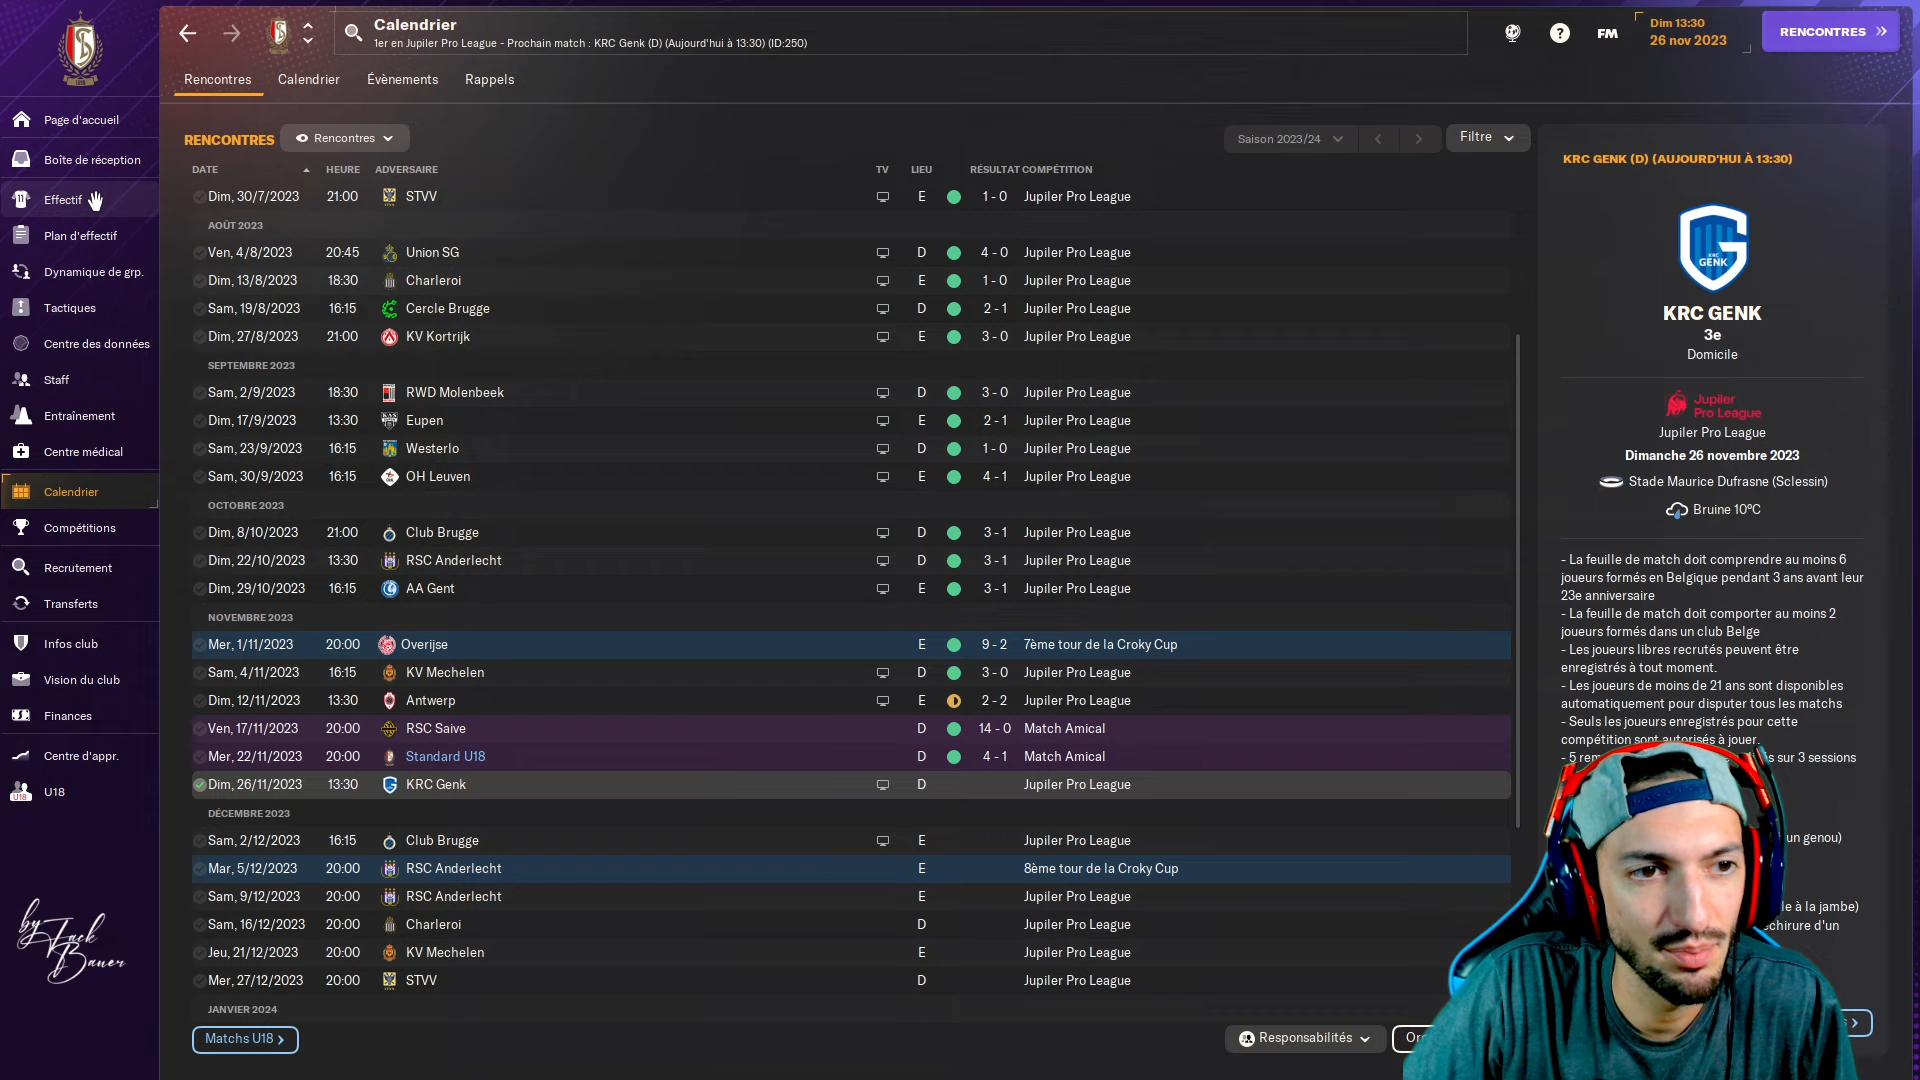 Calendrier
1er en Jupiler Pro League - Prochain match : KRC Genk (D) (Aujourd'hui à 13:30) (ID:250)
FM
Dim 13:30
26 nov 2023
RENCONTRES
Rencontres Calendrier Évènements Rappels
Page d'accueil
Boîte de réception
Effectif
Plan d'effectif
Dynamique de grp.
Tactiques
Centre des données
Staff
Entraînement
Centre médical
Calendrier
Compétitions
Recrutement
Transferts
Infos club
Vision du club
Finances
Centre d'appr.
U18
by Jack Bauer
RENCONTRES Rencontres Saison 2023/24 Filtre
DATE HEURE ADVERSAIRE TV LIEU RÉSULTAT COMPÉTITION
Dim, 30/7/2023 21:00 STVV E 1 - 0 Jupiler Pro League
AOÛT 2023
Ven, 4/8/2023 20:45 Union SG D 4 - 0 Jupiler Pro League
Dim, 13/8/2023 18:30 Charleroi E 1 - 0 Jupiler Pro League
Sam, 19/8/2023 16:15 Cercle Brugge D 2 - 1 Jupiler Pro League
Dim, 27/8/2023 21:00 KV Kortrijk E 3 - 0 Jupiler Pro League
SEPTEMBRE 2023
Sam, 2/9/2023 18:30 RWD Molenbeek D 3 - 0 Jupiler Pro League
Dim, 17/9/2023 13:30 Eupen E 2 - 1 Jupiler Pro League
Sam, 23/9/2023 16:15 Westerlo D 1 - 0 Jupiler Pro League
Sam, 30/9/2023 16:15 OH Leuven E 4 - 1 Jupiler Pro League
OCTOBRE 2023
Dim, 8/10/2023 21:00 Club Brugge D 3 - 1 Jupiler Pro League
Dim, 22/10/2023 13:30 RSC Anderlecht D 3 - 1 Jupiler Pro League
Dim, 29/10/2023 16:15 AA Gent E 3 - 1 Jupiler Pro League
NOVEMBRE 2023
Mer, 1/11/2023 20:00 Overijse E 9 - 2 7ème tour de la Croky Cup
Sam, 4/11/2023 16:15 KV Mechelen D 3 - 0 Jupiler Pro League
Dim, 12/11/2023 13:30 Antwerp E 2 - 2 Jupiler Pro League
Ven, 17/11/2023 20:00 RSC Saive D 14 - 0 Match Amical
Mer, 22/11/2023 20:00 Standard U18 D 4 - 1 Match Amical
Dim, 26/11/2023 13:30 KRC Genk D Jupiler Pro League
DÉCEMBRE 2023
Sam, 2/12/2023 16:15 Club Brugge E Jupiler Pro League
Mar, 5/12/2023 20:00 RSC Anderlecht E 8ème tour de la Croky Cup
Sam, 9/12/2023 20:00 RSC Anderlecht E Jupiler Pro League
Sam, 16/12/2023 20:00 Charleroi D Jupiler Pro League
Jeu, 21/12/2023 20:00 KV Mechelen E Jupiler Pro League
Mer, 27/12/2023 20:00 STVV D Jupiler Pro League
JANVIER 2024
Matchs U18 Responsabilités
KRC GENK (D) (AUJOURD'HUI À 13:30)
KRC
GENK
KRC GENK
3e
Domicile
Jupiler
Pro League
Jupiler Pro League
Dimanche 26 novembre 2023
Stade Maurice Dufrasne (Sclessin)
Bruine 10°C
- La feuille de match doit comprendre au moins 6
joueurs formés en Belgique pendant 3 ans avant leur
23e anniversaire
- La feuille de match doit comporter au moins 2
joueurs formés dans un club Belge
- Les joueurs libres recrutés peuvent être
enregistrés à tout moment.
- Les joueurs de moins de 21 ans sont disponibles
automatiquement pour disputer tous les matchs
- Seuls les joueurs enregistrés pour cette
compétition sont autorisés à jouer.
- 5 sur 3 sessions
un genou)
à la jambe)
d'un